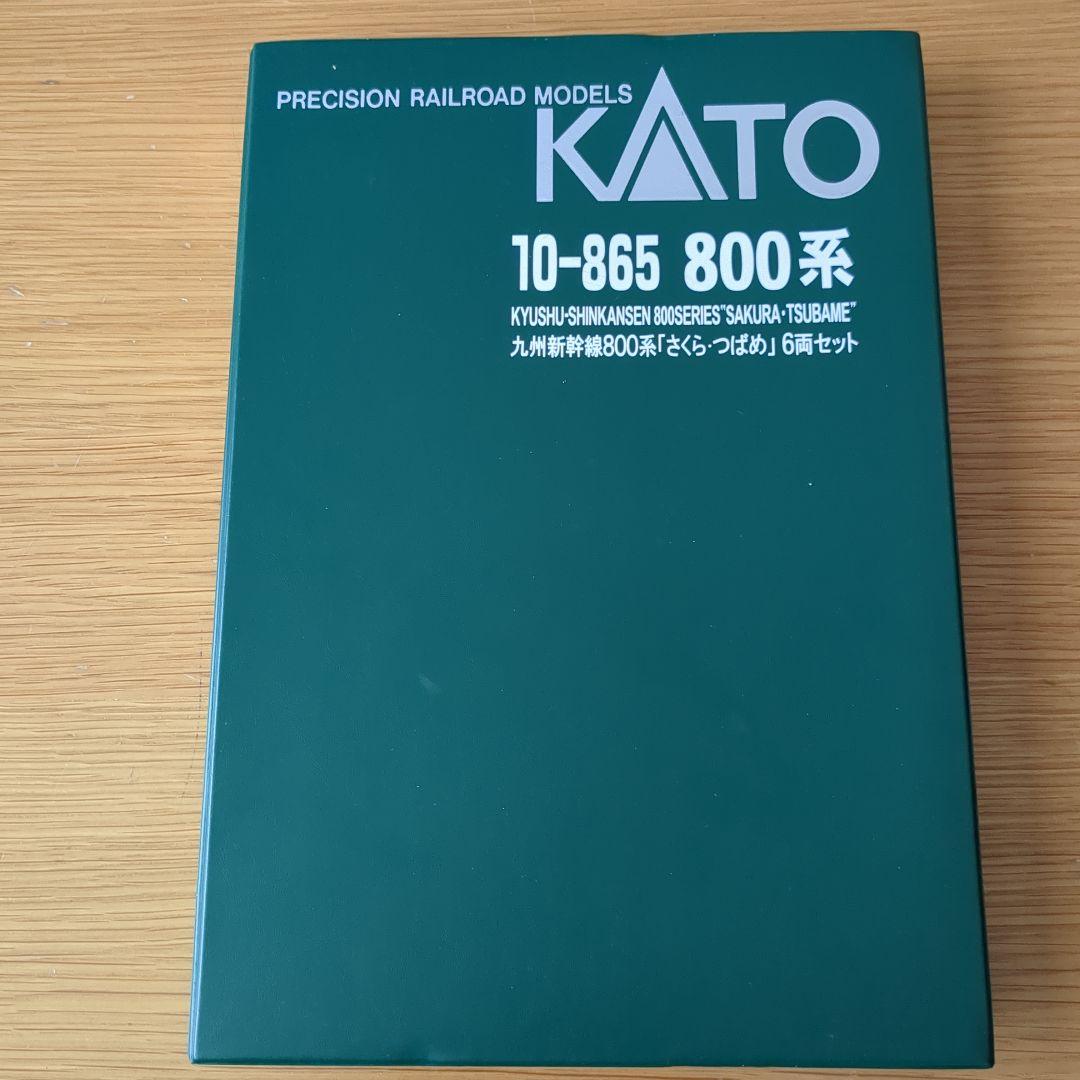 PRECISION RAILROAD MODELS
KATO
10-865 800系
KYUSHU-SHINKANSEN 800SERIES"SAKURA・TSUBAME"
九州新幹線800系「さくら・つばめ」6両セット